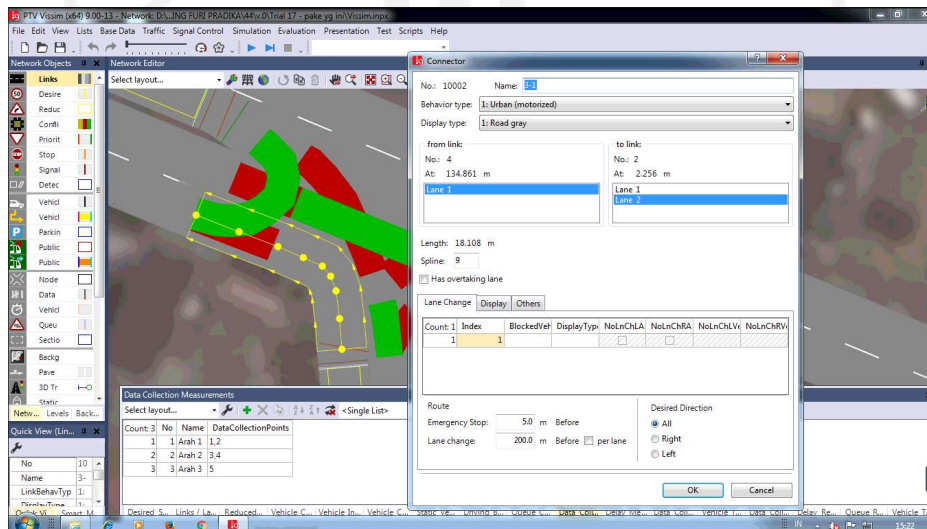 PTV Vissim (x64) 9.00-13 - Network: D:\...NG FURI PRADIKA\44\v.0\Trial 17 - pake yg ini\Vissim.inpx
File Edit View Lists Base Data Traffic Signal Control Simulation Evaluation Presentation Test Scripts Help
Network Objects
Network Editor
Select layout...
Links
Desire
Reduc
Confli
Priorit
Stop
Signal
Detec
Vehicl
Vehicl
Parkin
Public
Public
Node
Data
Vehicl
Queu
Sectio
Backg
Pave
3D Tr
Static
Netw... Levels Back...
Quick View (Lin...
No 10
Name 3-
LinkBehavTyp 1:
DisplayType 1:
Quick Vi... Smart M...
Connector
No.: 10002 Name: 3-1
Behavior type: 1: Urban (motorized)
Display type: 1: Road gray
from link:
No.: 4
At: 134.861 m
Lane 1
to link:
No.: 2
At: 2.256 m
Lane 1
Lane 2
Length: 18.108 m
Spline: 9
Has overtaking lane
Lane Change Display Others
Count: 1 Index BlockedVeh DisplayType NoLnChLA NoLnChRA NoLnChLVe NoLnChRVe
1 1
Route
Emergency Stop: 5.0 m Before
Lane change: 200.0 m Before per lane
Desired Direction
All
Right
Left
OK Cancel
Data Collection Measurements
Select layout... <Single List>
Count: 3 No Name DataCollectionPoints
1 1 Arah 1 1,2
2 2 Arah 2 3,4
3 3 Arah 3 5
Desired S... Links / La... Reduced... Vehicle C... Vehicle In... Vehicle C... Static Ve... Driving B... Queue C... Data Coll... Delay Me... Data Coll... Vehicle T... Data Coll... Delay Re... Queue R... Vehicle T
IN 15:22